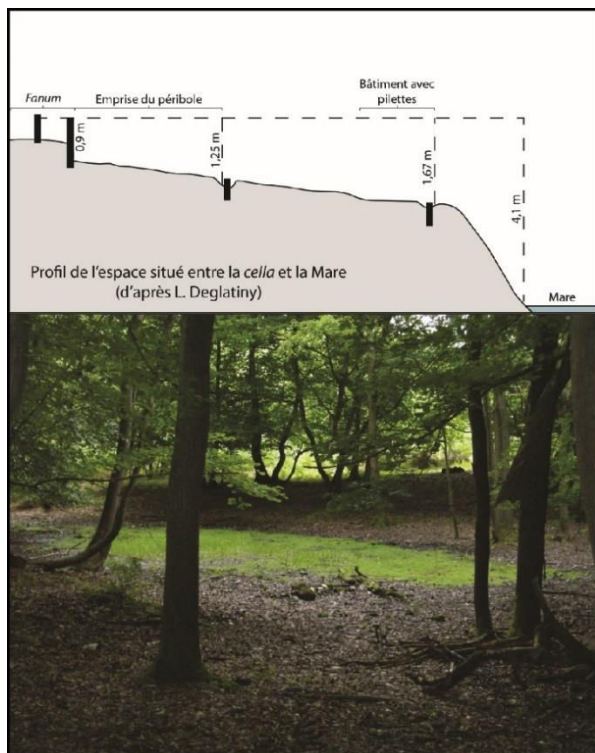 Bâtiment avec
pilettes
Fanum
Emprise du péribole
0,9 m
1,25 m
1,67 m
4,1 m
Profil de l'espace situé entre la cella et la Mare
(d'après L. Deglatiny)
Mare